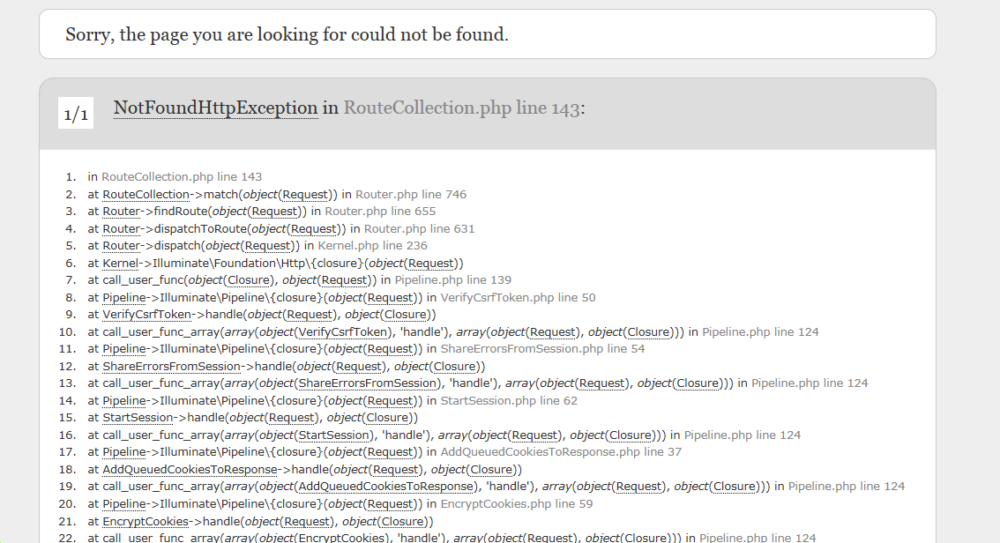 Sorry, the page you are looking for could not be found.
1/1
NotFoundHttpException in RouteCollection.php line 143:
1. in RouteCollection.php line 143
2. at RouteCollection->match(object(Request)) in Router.php line 746
3. at Router->findRoute(object(Request)) in Router.php line 655
4. at Router->dispatchToRoute(object(Request)) in Router.php line 631
5. at Router->dispatch(object(Request)) in Kernel.php line 236
6. at Kernel->Illuminate\Foundation\Http\{closure}(object(Request))
7. at call_user_func(object(Closure), object(Request)) in Pipeline.php line 139
8. at Pipeline->Illuminate\Pipeline\{closure}(object(Request)) in VerifyCsrfToken.php line 50
9. at VerifyCsrfToken->handle(object(Request), object(Closure))
10. at call_user_func_array(array(object(VerifyCsrfToken), 'handle'), array(object(Request), object(Closure))) in Pipeline.php line 124
11. at Pipeline->Illuminate\Pipeline\{closure}(object(Request)) in ShareErrorsFromSession.php line 54
12. at ShareErrorsFromSession->handle(object(Request), object(Closure))
13. at call_user_func_array(array(object(ShareErrorsFromSession), 'handle'), array(object(Request), object(Closure))) in Pipeline.php line 124
14. at Pipeline->Illuminate\Pipeline\{closure}(object(Request)) in StartSession.php line 62
15. at StartSession->handle(object(Request), object(Closure))
16. at call_user_func_array(array(object(StartSession), 'handle'), array(object(Request), object(Closure))) in Pipeline.php line 124
17. at Pipeline->Illuminate\Pipeline\{closure}(object(Request)) in AddQueuedCookiesToResponse.php line 37
18. at AddQueuedCookiesToResponse->handle(object(Request), object(Closure))
19. at call_user_func_array(array(object(AddQueuedCookiesToResponse), 'handle'), array(object(Request), object(Closure))) in Pipeline.php line 124
20. at Pipeline->Illuminate\Pipeline\{closure}(object(Request)) in EncryptCookies.php line 59
21. at EncryptCookies->handle(object(Request), object(Closure))
22. at call_user_func_array(array(object(EncryptCookies), 'handle'), array(object(Request), object(Closure))) in Pipeline.php line 124